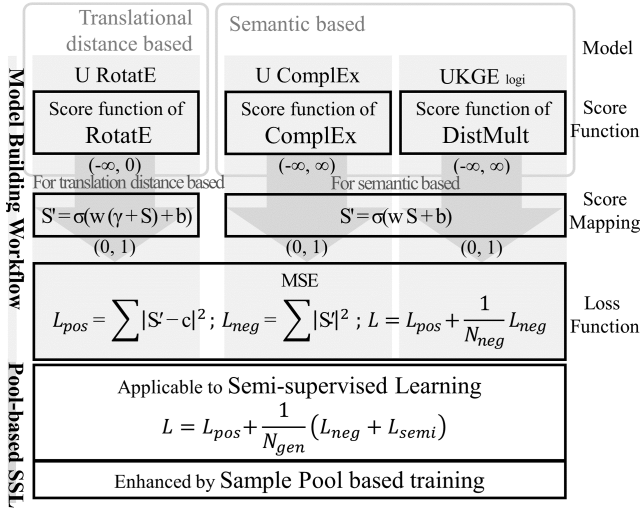 Translational
distance based
Semantic based
Model
U RotatE
U ComplEx
UKGE logi
Score function of
RotatE
Score function of
ComplEx
Score function of
DistMult
Score
Function
(-∞, 0)
(-∞, ∞)
(-∞, ∞)
For translation distance based
For semantic based
S'=σ(w(γ+S)+b)
S'=σ(wS+b)
Score
Mapping
(0, 1)
(0, 1)
(0, 1)
MSE
L_pos = ∑|S'−c|²; L_neg = ∑|S'|²; L = L_pos + 1/N_neg L_neg
Loss
Function
Model Building Workflow
Applicable to Semi-supervised Learning
L = L_pos + 1/N_gen (L_neg + L_semi)
Enhanced by Sample Pool based training
Pool-based SSL